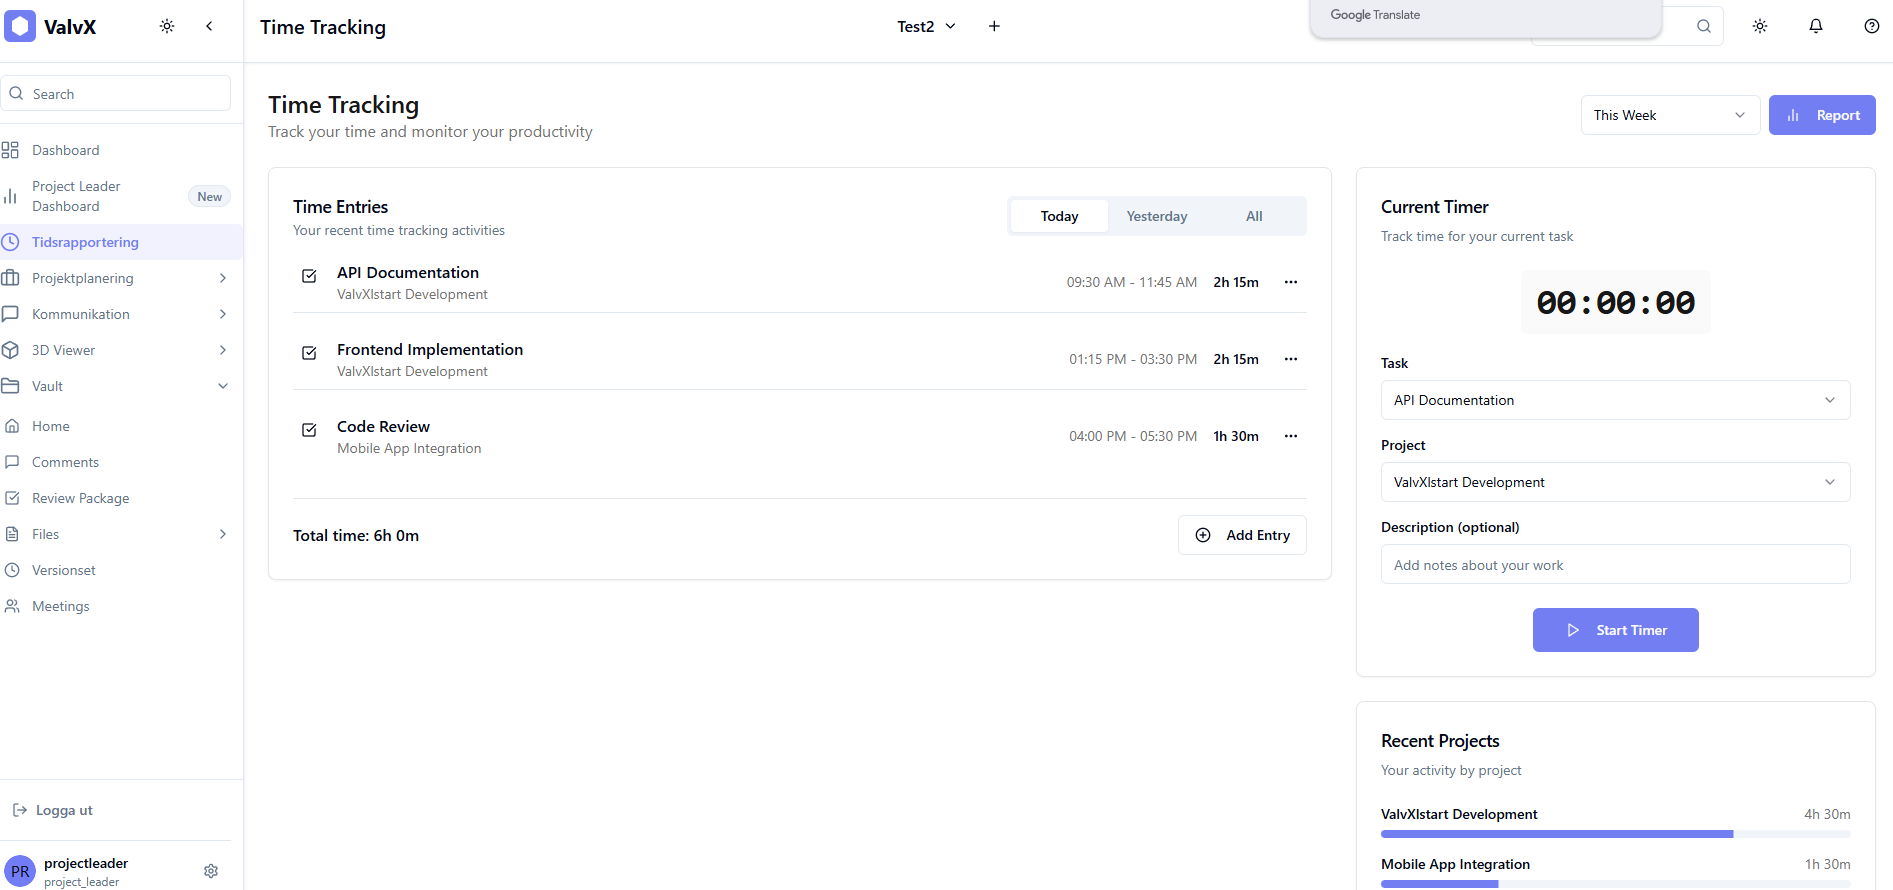 ValvX
Time Tracking
Test2
Google Translate
Search
Dashboard
Project Leader
Dashboard
New
Tidsrapportering
Projektplanering
Kommunikation
3D Viewer
Vault
Home
Comments
Review Package
Files
Versionset
Meetings
Logga ut
PR
projectleader
project_leader
Time Tracking
Track your time and monitor your productivity
This Week
Report
Time Entries
Your recent time tracking activities
Today
Yesterday
All
API Documentation
ValvXIstart Development
09:30 AM - 11:45 AM
2h 15m
Frontend Implementation
ValvXIstart Development
01:15 PM - 03:30 PM
2h 15m
Code Review
Mobile App Integration
04:00 PM - 05:30 PM
1h 30m
Total time: 6h 0m
Add Entry
Current Timer
Track time for your current task
00:00:00
Task
API Documentation
Project
ValvXIstart Development
Description (optional)
Add notes about your work
Start Timer
Recent Projects
Your activity by project
ValvXIstart Development
4h 30m
Mobile App Integration
1h 30m